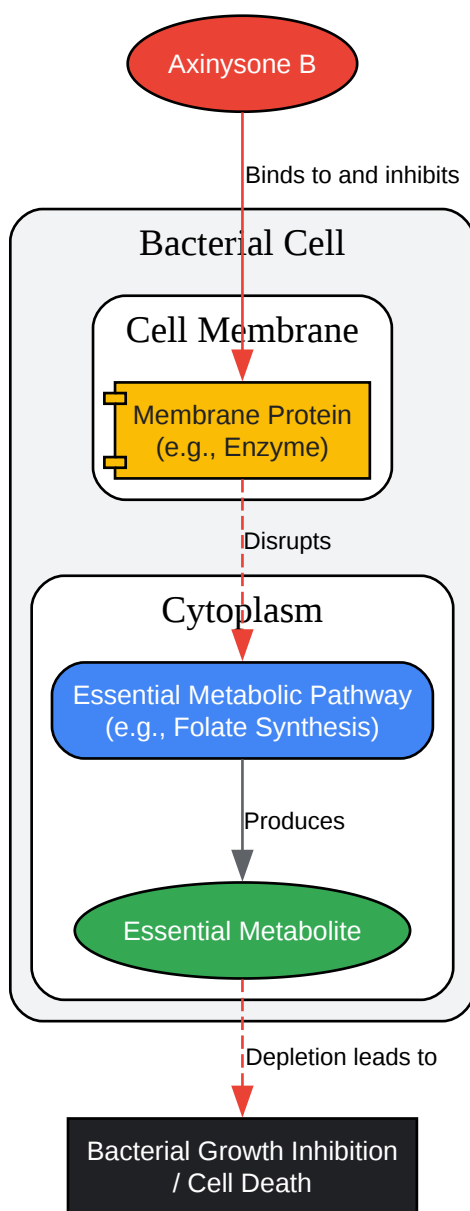 Axinysone B
Binds to and inhibits
Bacterial Cell
Cell Membrane
Membrane Protein
(e.g., Enzyme)
Disrupts
Cytoplasm
Essential Metabolic Pathway
(e.g., Folate Synthesis)
Produces
Essential Metabolite
Depletion leads to
Bacterial Growth Inhibition
/ Cell Death